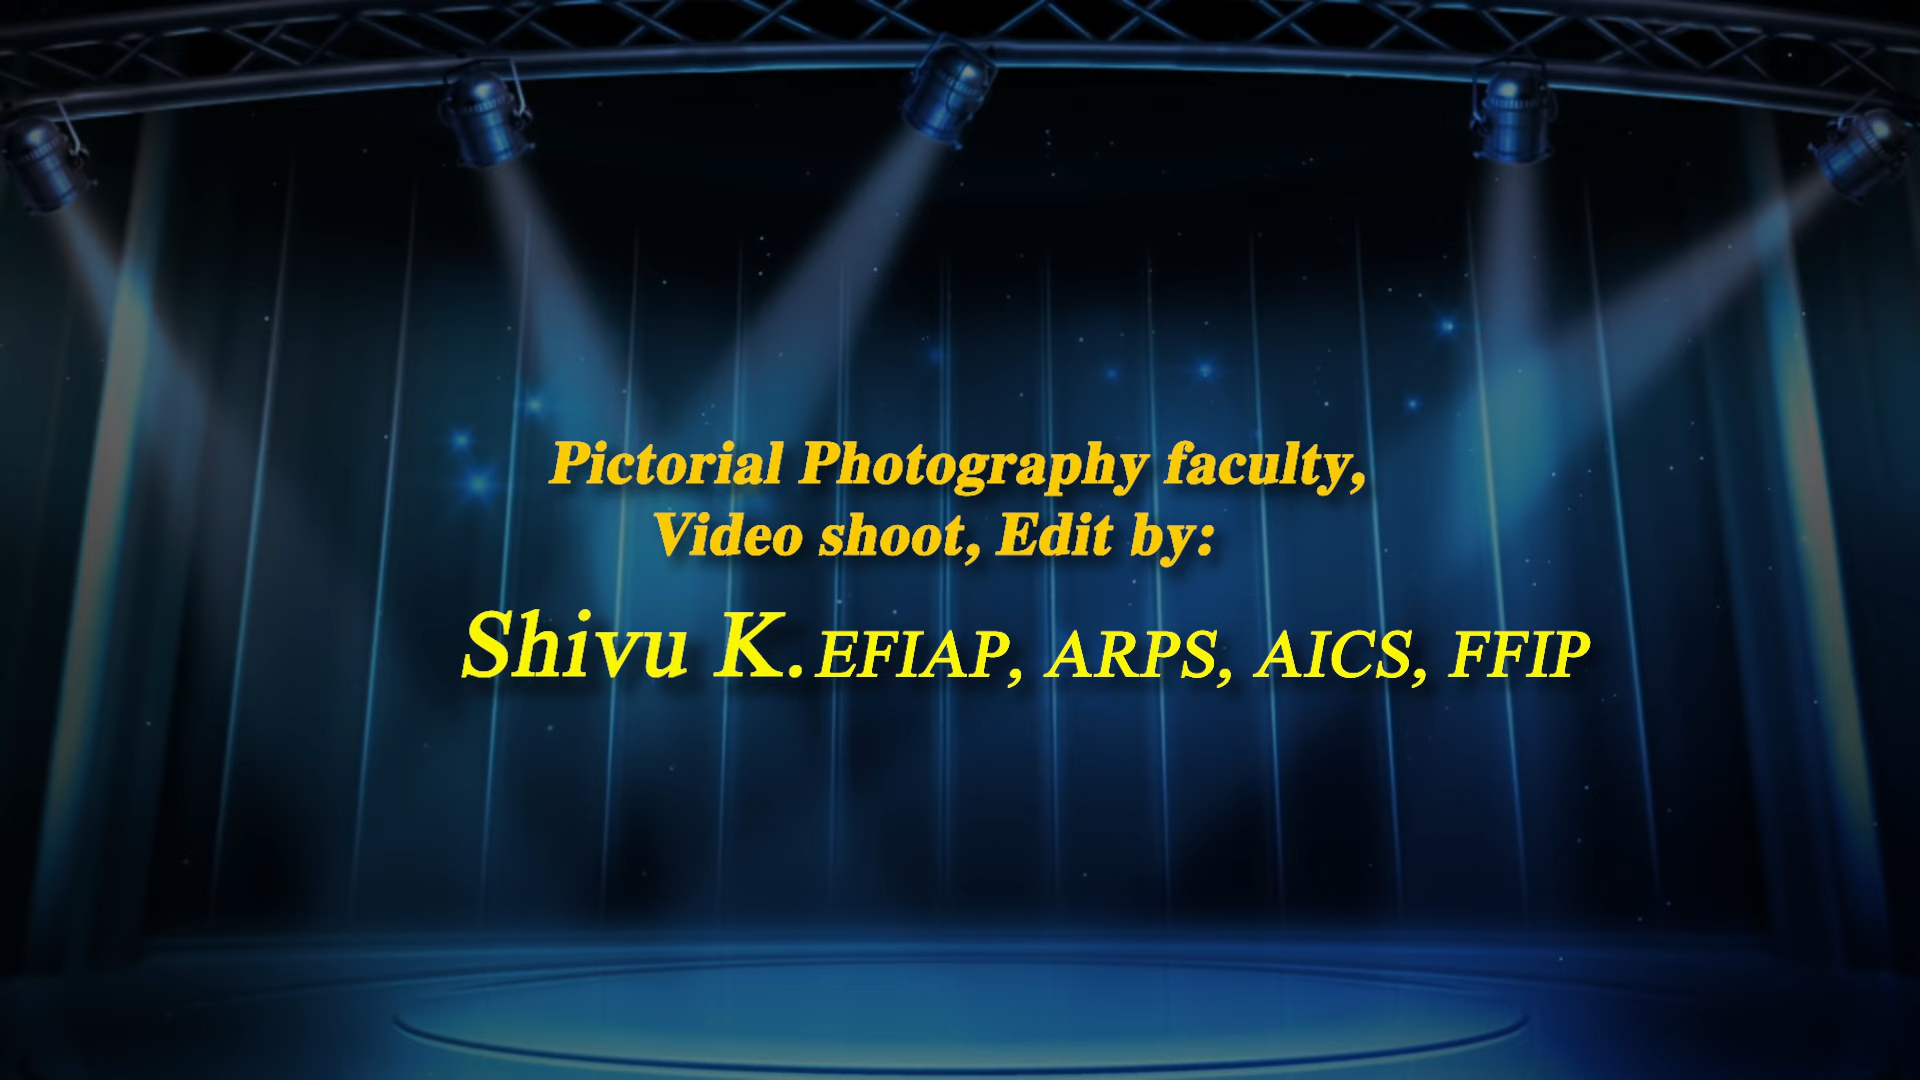 Pictorial Photography faculty,
Video shoot, Edit by:
Shivu K. EFIAP, ARPS, AICS, FFIP